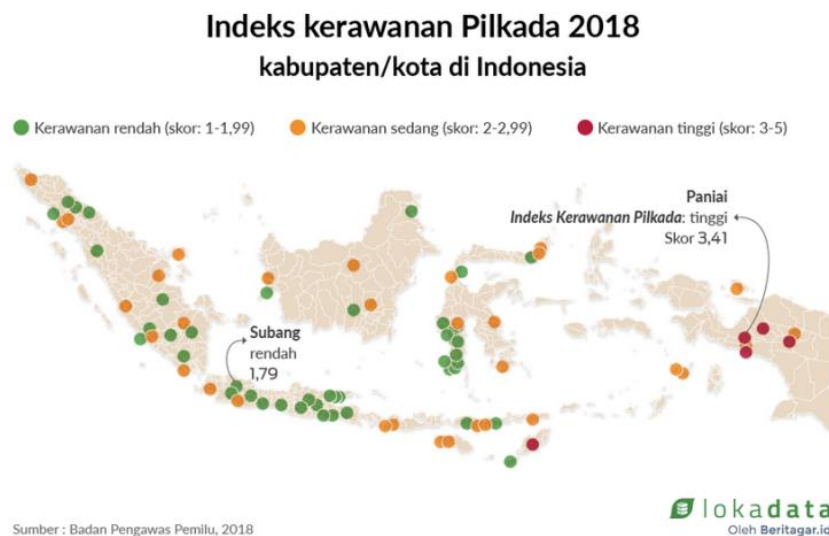 Indeks kerawanan Pilkada 2018
kabupaten/kota di Indonesia
Kerawanan rendah (skor: 1-1,99)
Kerawanan sedang (skor: 2-2,99)
Kerawanan tinggi (skor: 3-5)
Paniai
Indeks Kerawanan Pilkada: tinggi
Skor 3,41
Subang
rendah
1,79
lokadata
Sumber : Badan Pengawas Pemilu, 2018
Oleh Beritagar.id